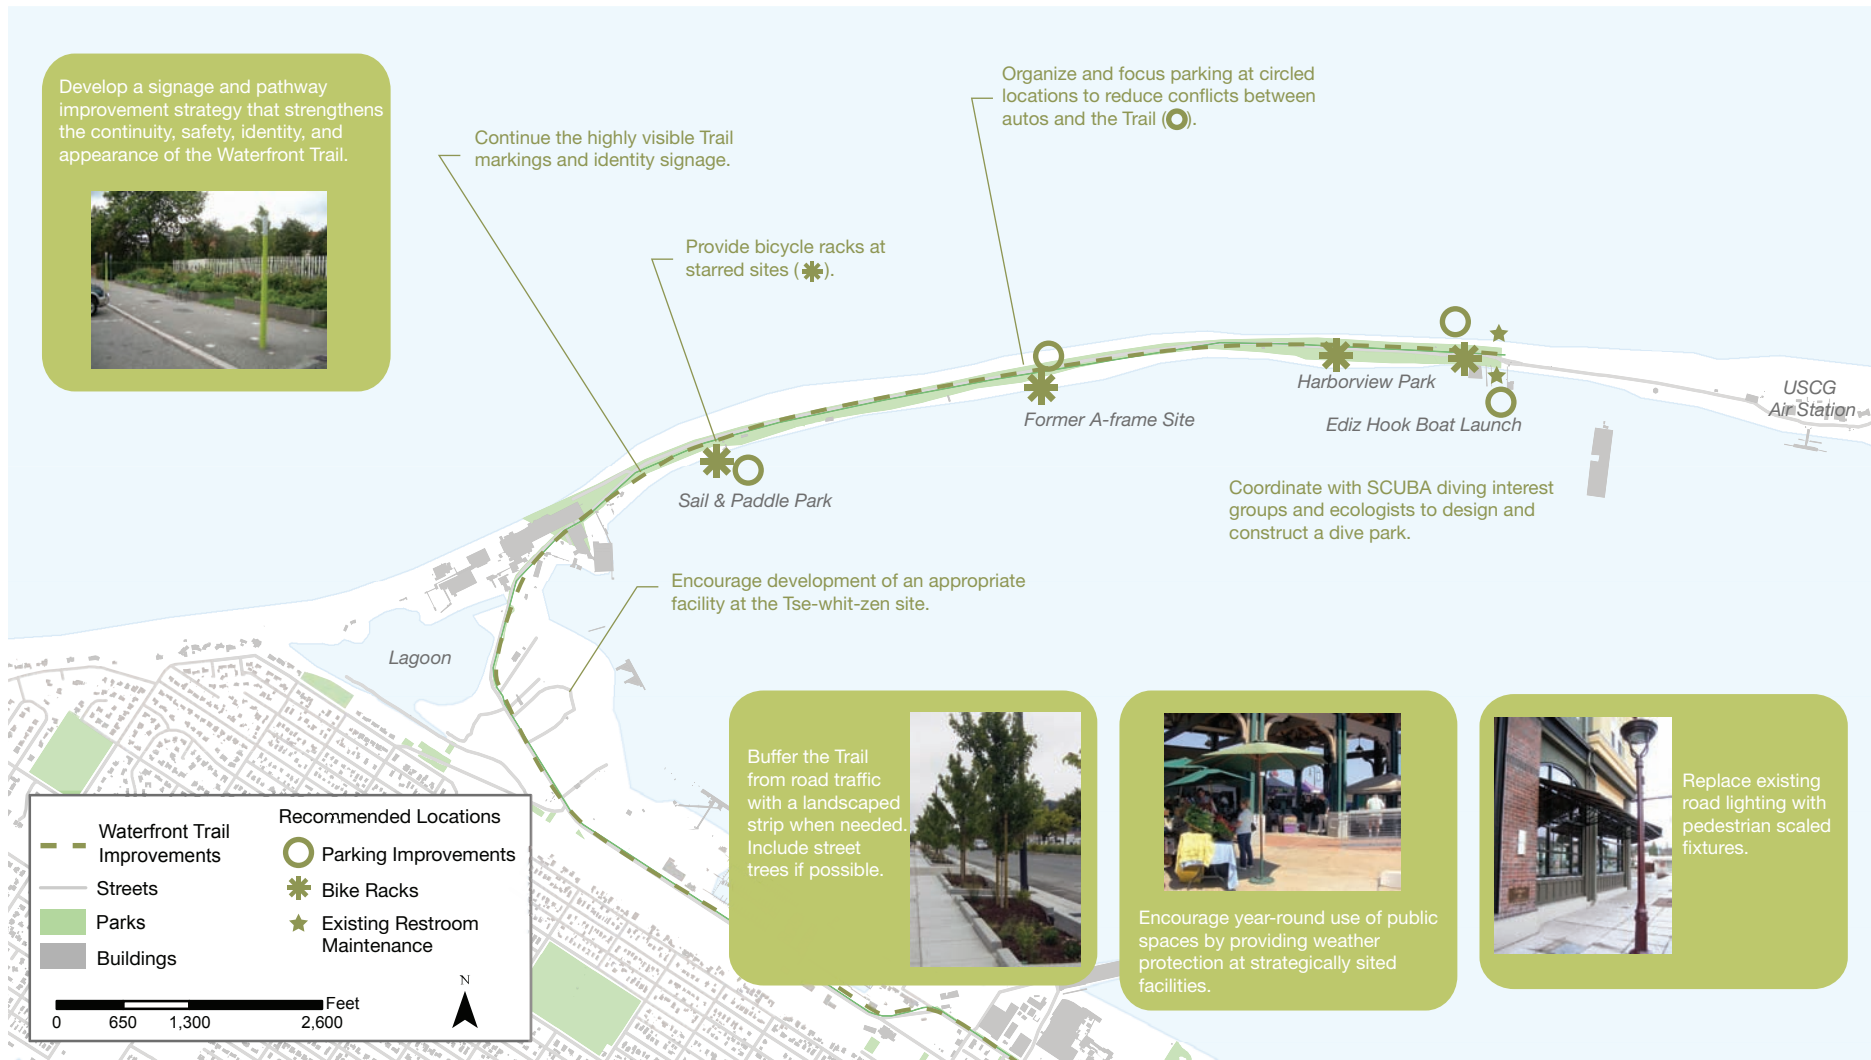 Develop a signage and pathway
improvement strategy that strengthens
the continuity, safety, identity, and
appearance of the Waterfront Trail.
Continue the highly visible Trail
markings and identity signage.
Provide bicycle racks at
starred sites ( ).
Organize and focus parking at circled
locations to reduce conflicts between
autos and the Trail ( ).
Harborview Park
USCG
Air Station
Former A-frame Site
Ediz Hook Boat Launch
Sail & Paddle Park
Coordinate with SCUBA diving interest
groups and ecologists to design and
construct a dive park.
Encourage development of an appropriate
facility at the Tse-whit-zen site.
Lagoon
Buffer the Trail
from road traffic
with a landscaped
strip when needed.
Include street
trees if possible.
Encourage year-round use of public
spaces by providing weather
protection at strategically sited
facilities.
Replace existing
road lighting with
pedestrian scaled
fixtures.
Waterfront Trail
Improvements
Streets
Parks
Buildings
Recommended Locations
Parking Improvements
Bike Racks
Existing Restroom
Maintenance
N
Feet
0 650 1,300 2,600